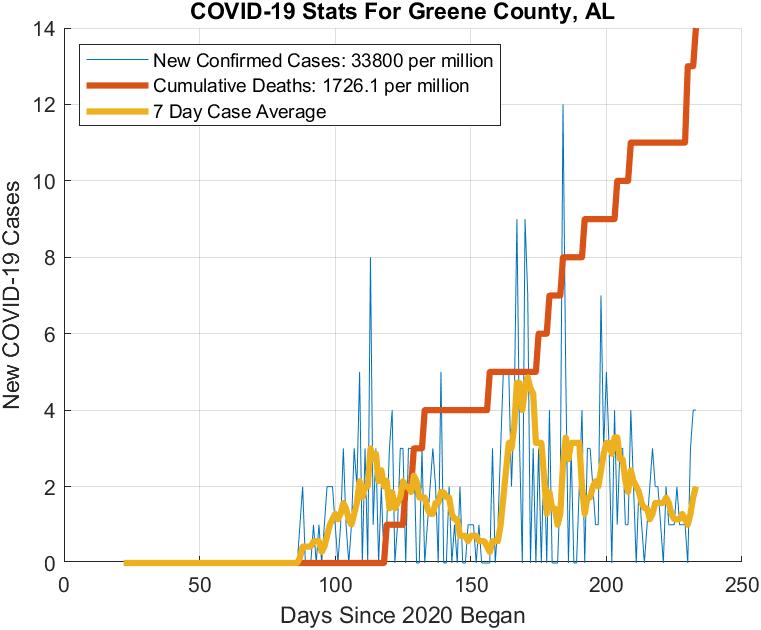 COVID-19 Stats For Greene County, AL
New Confirmed Cases: 33800 per million
Cumulative Deaths: 1726.1 per million
7 Day Case Average
New COVID-19 Cases
14
12
10
8
6
4
2
0
0 50 100 150 200 250
Days Since 2020 Began